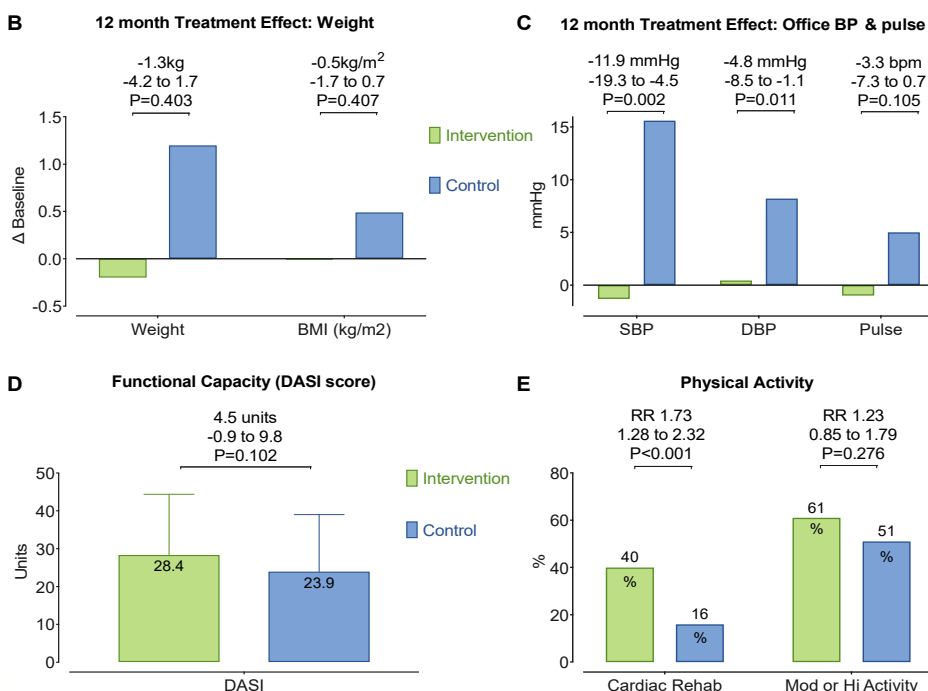 B 12 month Treatment Effect: Weight
-1.3kg
-4.2 to 1.7
P=0.403
-0.5kg/m²
-1.7 to 0.7
P=0.407
1.5
1.0
0.5
0.0
-0.5
Δ Baseline
Weight
BMI (kg/m2)
Intervention
Control
C 12 month Treatment Effect: Office BP & pulse
-11.9 mmHg
-19.3 to -4.5
P=0.002
-4.8 mmHg
-8.5 to -1.1
P=0.011
-3.3 bpm
-7.3 to 0.7
P=0.105
15
10
5
0
mmHg
SBP
DBP
Pulse
D Functional Capacity (DASI score)
4.5 units
-0.9 to 9.8
P=0.102
50
40
30
20
10
0
Units
28.4
23.9
DASI
Intervention
Control
E Physical Activity
RR 1.73
1.28 to 2.32
P<0.001
RR 1.23
0.85 to 1.79
P=0.276
80
60
40
20
0
%
40
%
16
%
61
%
51
%
Cardiac Rehab
Mod or Hi Activity